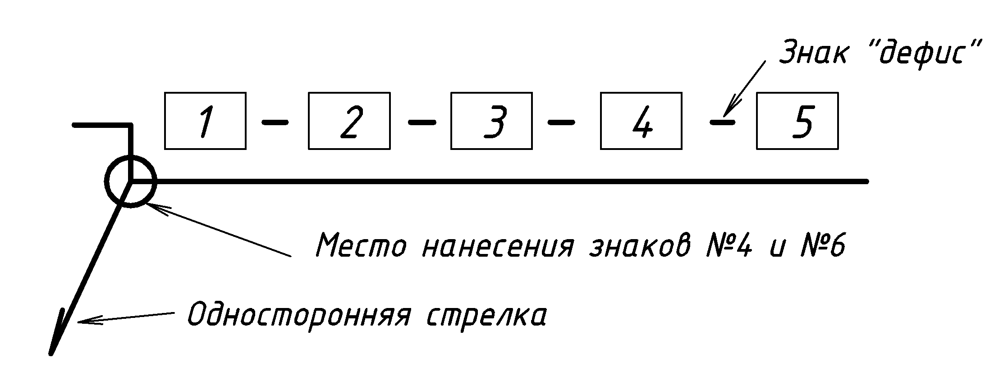 Знак "дефис"
1 - 2 - 3 - 4 - 5
Место нанесения знаков №4 и №6
Односторонняя стрелка